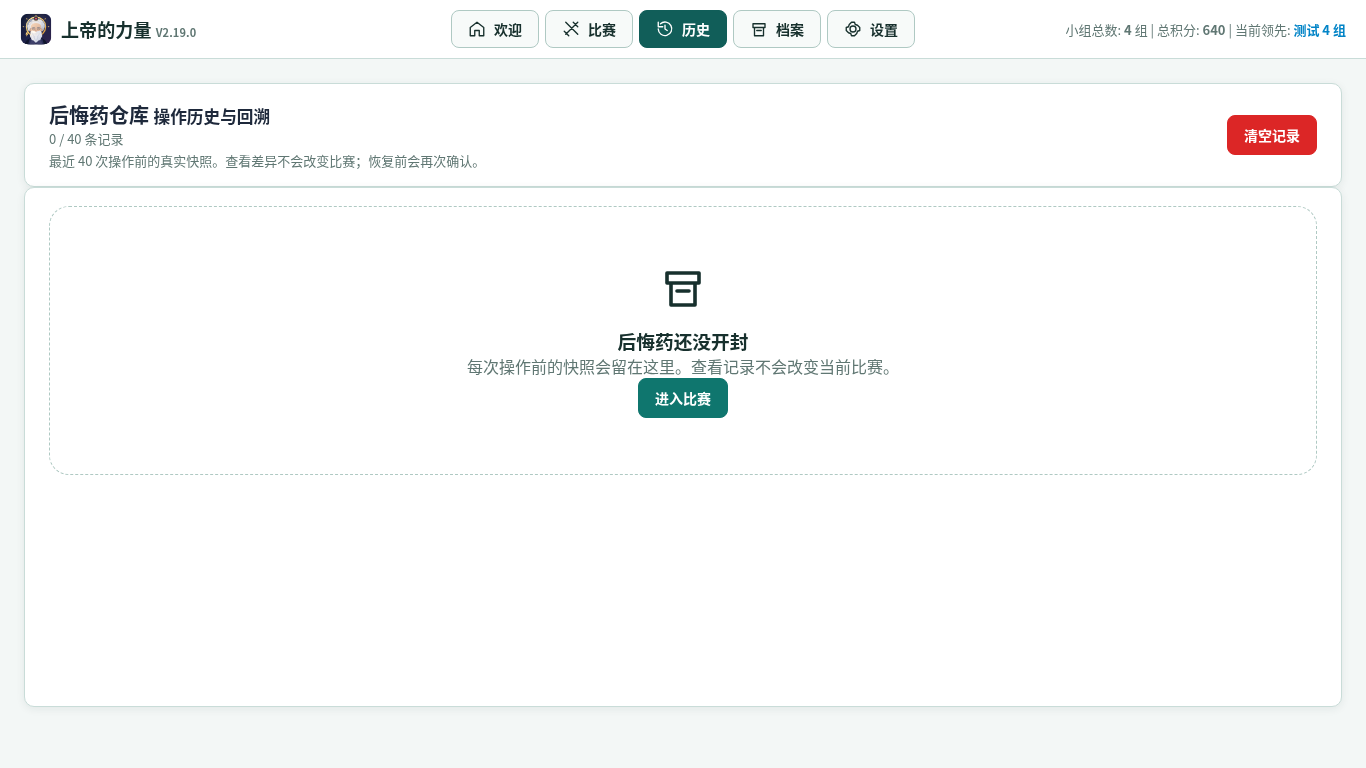 上帝的力量 V2.19.0
欢迎
比赛
历史
档案
设置
小组总数: 4 组 | 总积分: 640 | 当前领先: 测试 4 组
后悔药仓库 操作历史与回溯
0 / 40 条记录
最近 40 次操作前的真实快照。查看差异不会改变比赛；恢复前会再次确认。
清空记录
后悔药还没开封
每次操作前的快照会留在这里。查看记录不会改变当前比赛。
进入比赛